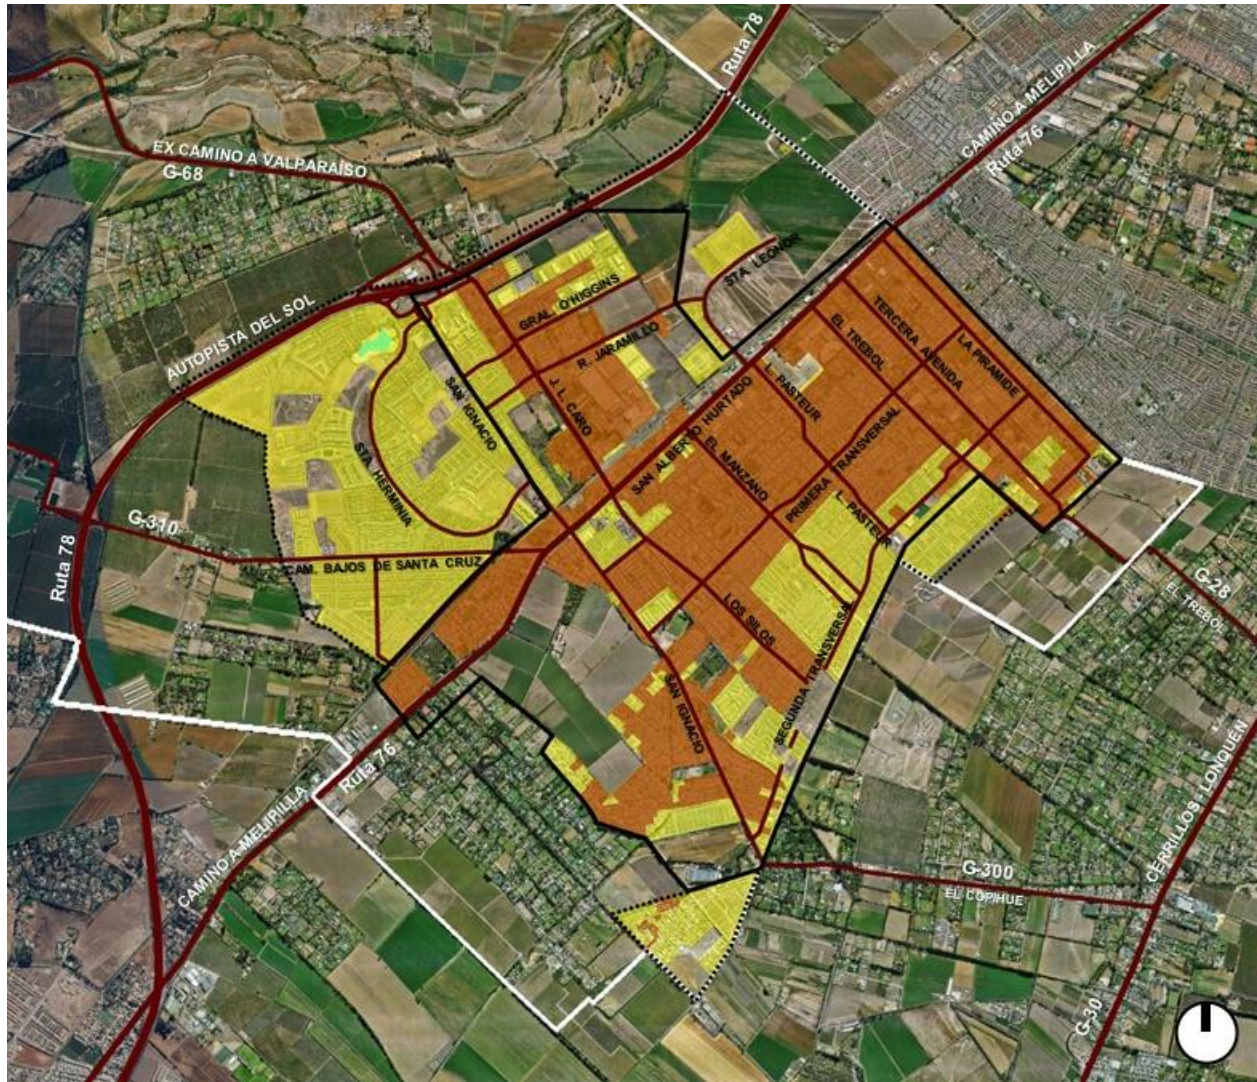 Ruta 78
CAMINO A MELIPILLA
Ruta 76
EX CAMINO A VALPARAÍSO
G-68
STA. LEONOR
AUTOPISTA DEL SOL
GRAL. O'HIGGINS
R. JARAMILLO
TERCERA AVENIDA
LA PIRAMIDE
EL TREBOL
L. PASTEUR
SAN IGNACIO
J. L. CARO
SAN ALBERTO HURTADO
EL MANZANO
PRIMERA TRANSVERSAL
L. PASTEUR
STA. HERMINIA
G-310
CAM. BAJOS DE SANTA CRUZ
Ruta 78
G-28
EL TREBOL
LOS SILOS
SEGUNDA TRANSVERSAL
SAN IGNACIO
Ruta 76
CAMINO A MELIPILLA
CERRILLOS - LONQUÉN
G-300
EL COPIHUE
G-30